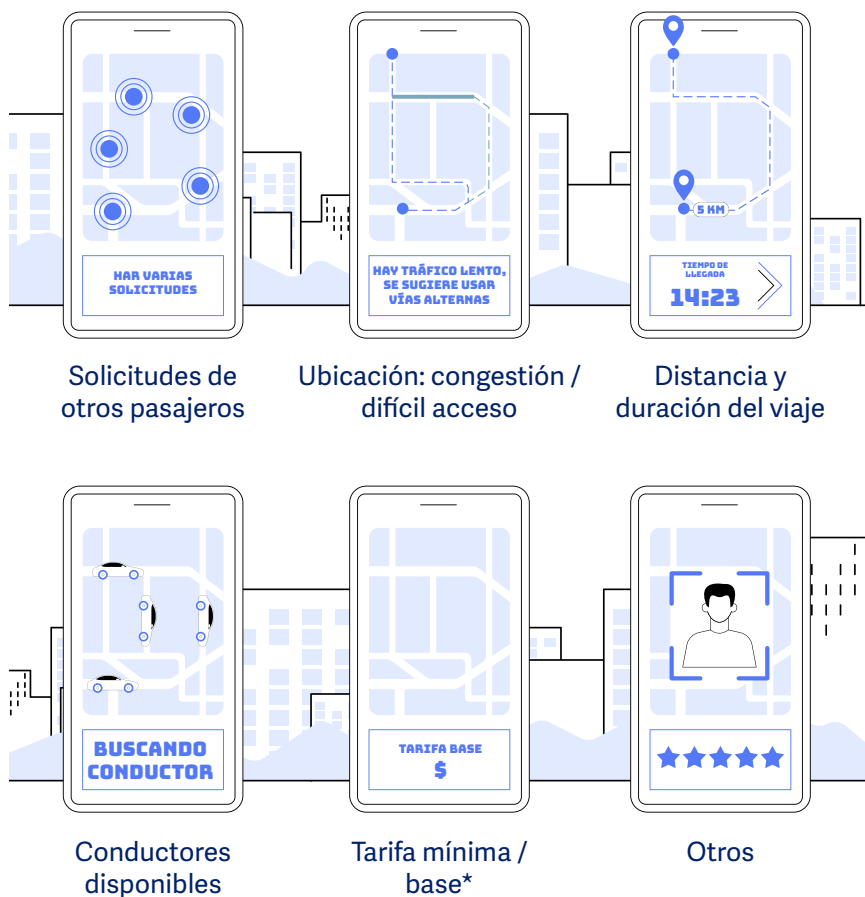 HAR VARIAS
SOLICITUDES
HAY TRÁFICO LENTO,
SE SUGIERE USAR
VÍAS ALTERNAS
5 KM
TIEMPO DE
LLEGADA
14:23
Solicitudes de
otros pasajeros
Ubicación: congestión /
difícil acceso
Distancia y
duración del viaje
BUSCANDO
CONDUCTOR
TARIFA BASE
$
Conductores
disponibles
Tarifa mínima /
base*
Otros